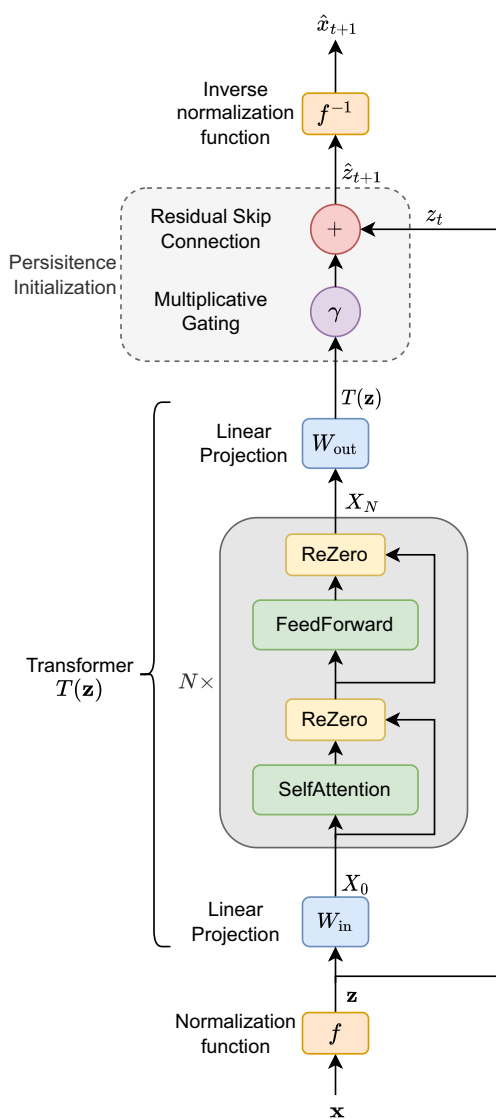 x̂_{t+1}
Inverse
normalization
function
f^{-1}
ẑ_{t+1}
Residual Skip
Connection
+
z_t
Persisitence
Initialization
Multiplicative
Gating
γ
T(z)
Linear
Projection
W_out
X_N
ReZero
FeedForward
Transformer
T(z)
N×
ReZero
SelfAttention
X_0
Linear
Projection
W_in
z
Normalization
function
f
x